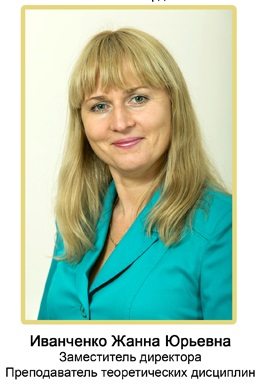 Иванченко Жанна Юрьевна
Заместитель директора
Преподаватель теоретических дисциплин